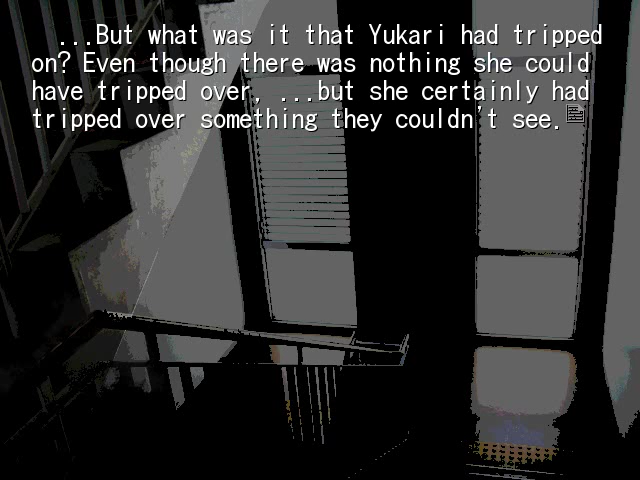 ...But what was it that Yukari had tripped
on? Even though there was nothing she could
have tripped over, ...but she certainly had
tripped over something they couldn't see.